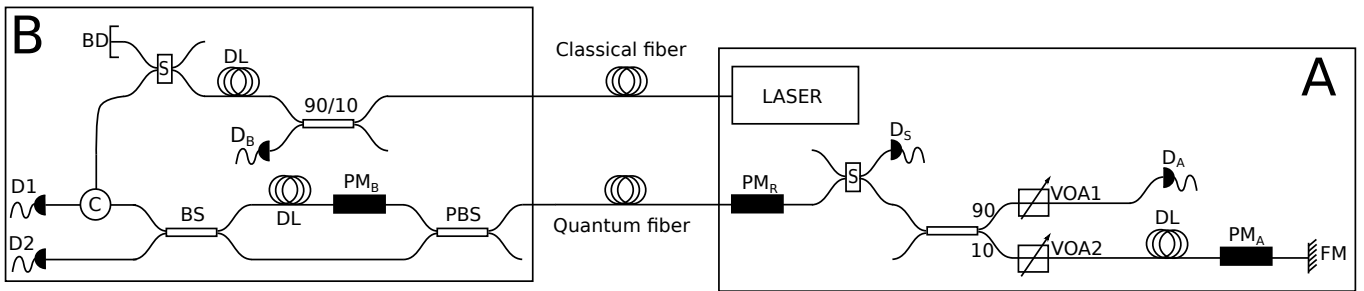 B
BD
S
DL
90/10
D_B
D1
C
BS
DL
PM_B
PBS
D2
Classical fiber
Quantum fiber
A
LASER
D_S
S
PM_R
90
10
VOA1
D_A
VOA2
DL
PM_A
FM